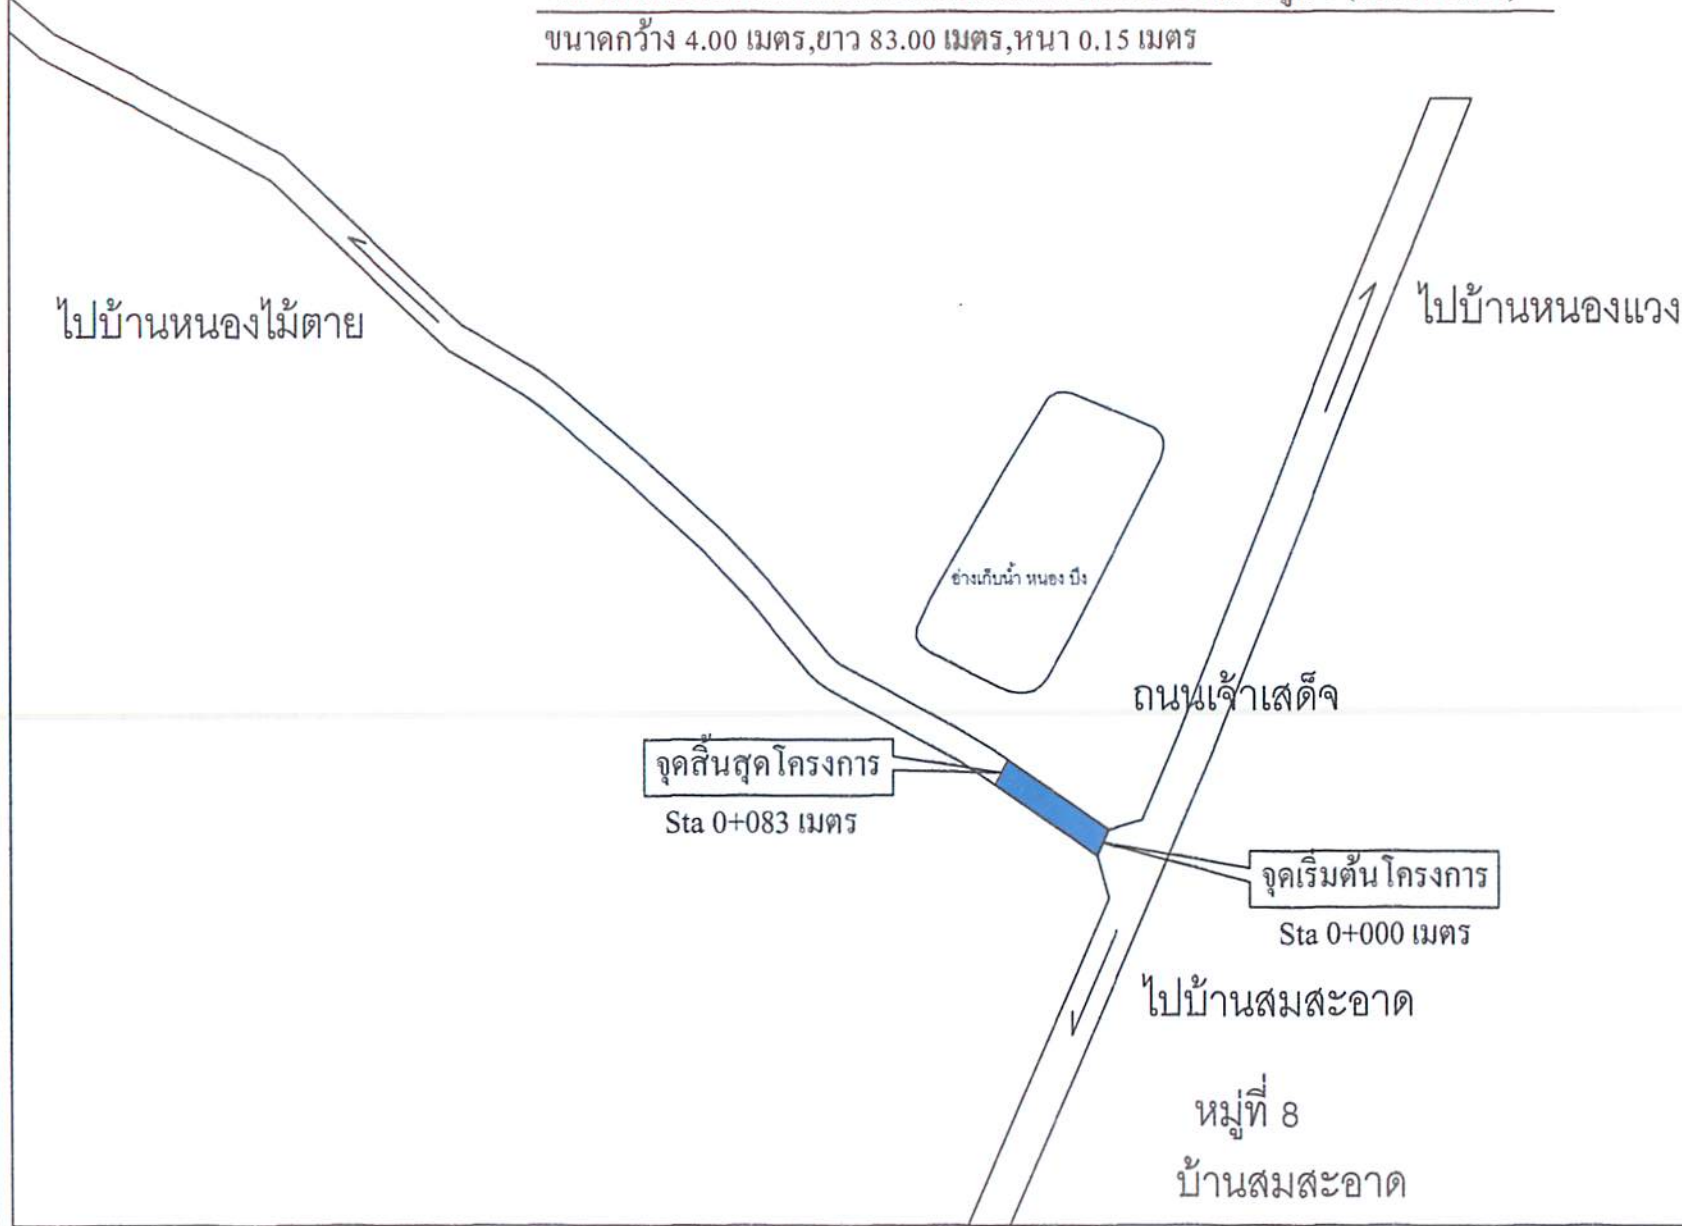 ขนาดกว้าง 4.00 เมตร,ยาว 83.00 เมตร,หนา 0.15 เมตร
ไปบ้านหนองไม้ตาย
ไปบ้านหนองแวง
อ่างเก็บน้ำ หนอง บึง
ถนนเจ้าเสด็จ
จุดสิ้นสุดโครงการ
Sta 0+083 เมตร
จุดเริ่มต้นโครงการ
Sta 0+000 เมตร
ไปบ้านสมสะอาด
หมู่ที่ 8
บ้านสมสะอาด